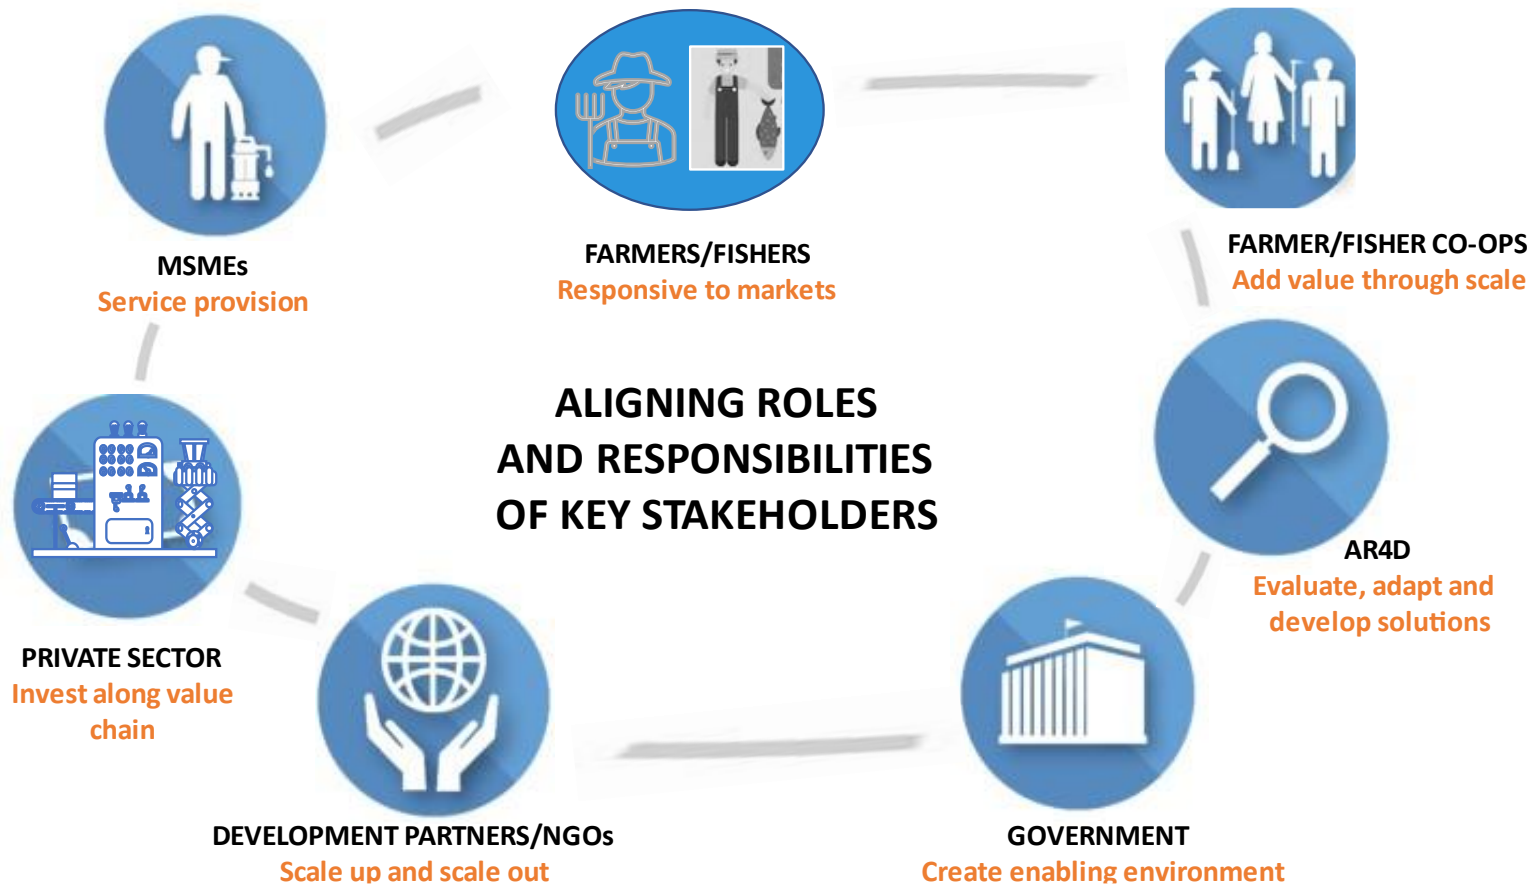 MSMEs
Service provision
FARMERS/FISHERS
Responsive to markets
FARMER/FISHER CO-OPS
Add value through scale
ALIGNING ROLES
AND RESPONSIBILITIES
OF KEY STAKEHOLDERS
AR4D
Evaluate, adapt and
develop solutions
PRIVATE SECTOR
Invest along value
chain
DEVELOPMENT PARTNERS/NGOs
Scale up and scale out
GOVERNMENT
Create enabling environment